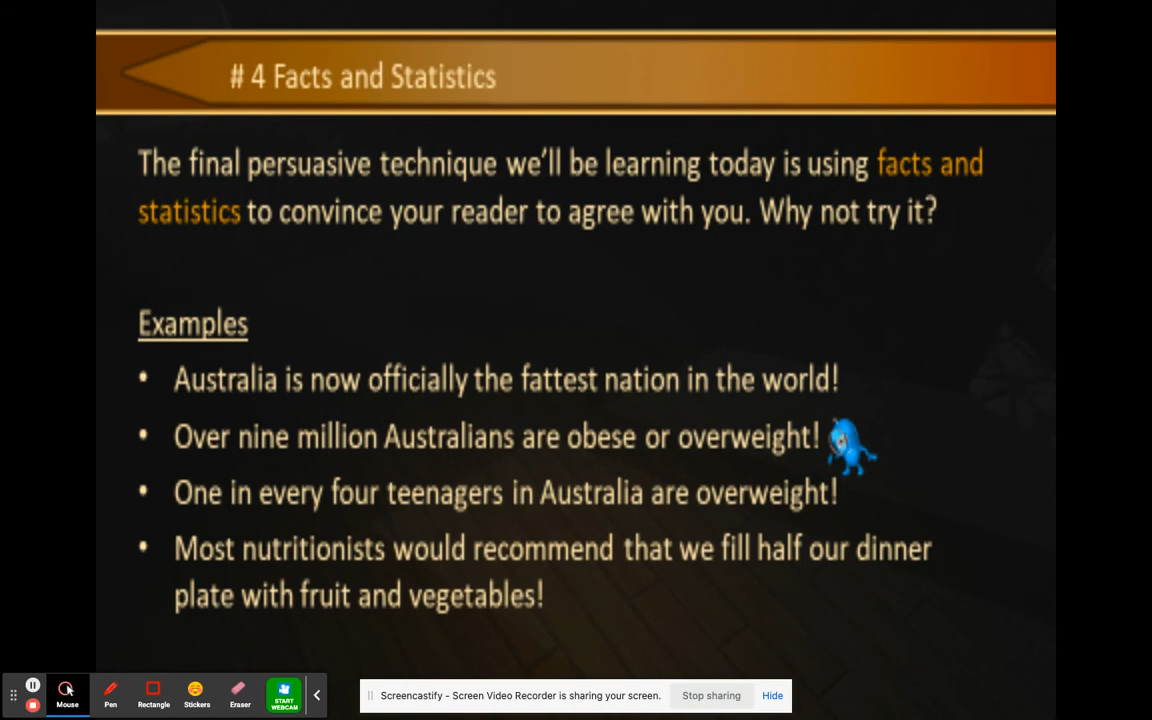 # 4 Facts and Statistics
The final persuasive technique we'll be learning today is using facts and
statistics to convince your reader to agree with you. Why not try it?
Examples
• Australia is now officially the fattest nation in the world!
• Over nine million Australians are obese or overweight!
• One in every four teenagers in Australia are overweight!
• Most nutritionists would recommend that we fill half our dinner
plate with fruit and vegetables!
Mouse Pen Rectangle Stickers Eraser START WEBCAM
Screencastify - Screen Video Recorder is sharing your screen. Stop sharing Hide